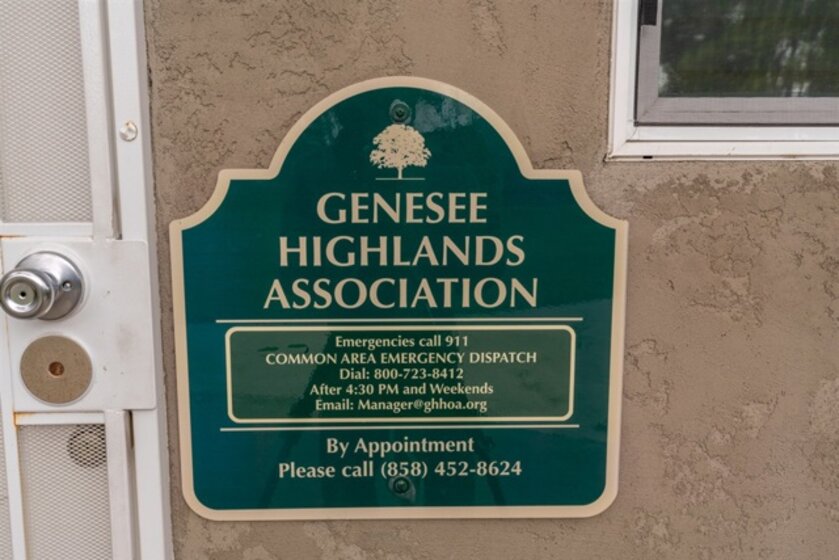 GENESEE
HIGHLANDS
ASSOCIATION
Emergencies call 911
COMMON AREA EMERGENCY DISPATCH
Dial: 800-723-8412
After 4:30 PM and Weekends
Email: Manager@ghhoa.org
By Appointment
Please call (858) 452-8624